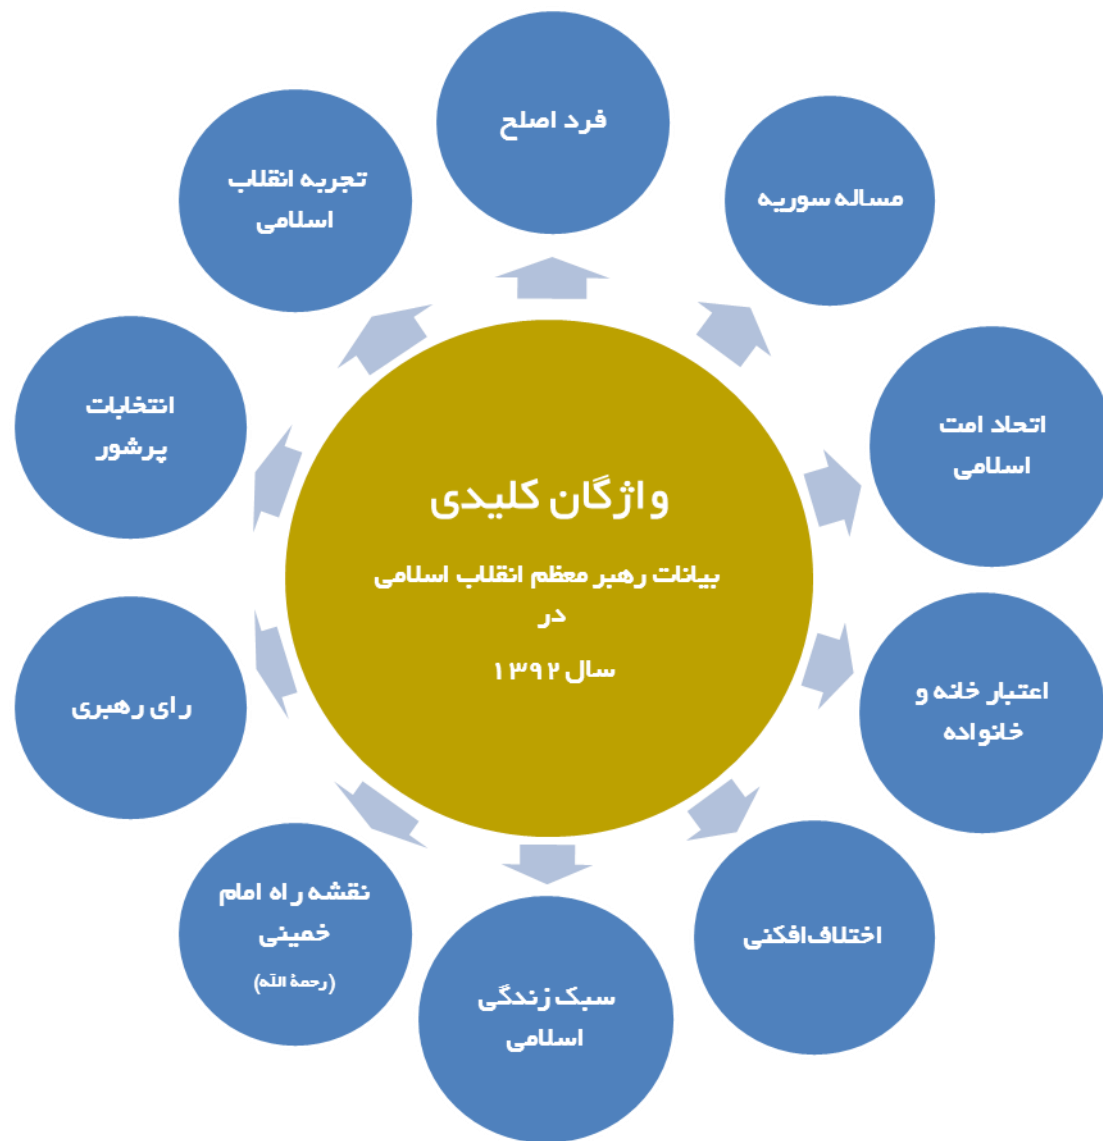 واژگان کلیدی
بیانات رهبر معظم انقلاب اسلامی
در
سال ۱۳۹۲
فرد اصلح
مساله سوریه
اتحاد امت
اسلامی
اعتبار خانه و
خانواده
اختلاف‌افکنی
سبک زندگی
اسلامی
نقشه راه امام
خمینی
(رحمة الله)
رای رهبری
انتخابات
پرشور
تجربه انقلاب
اسلامی